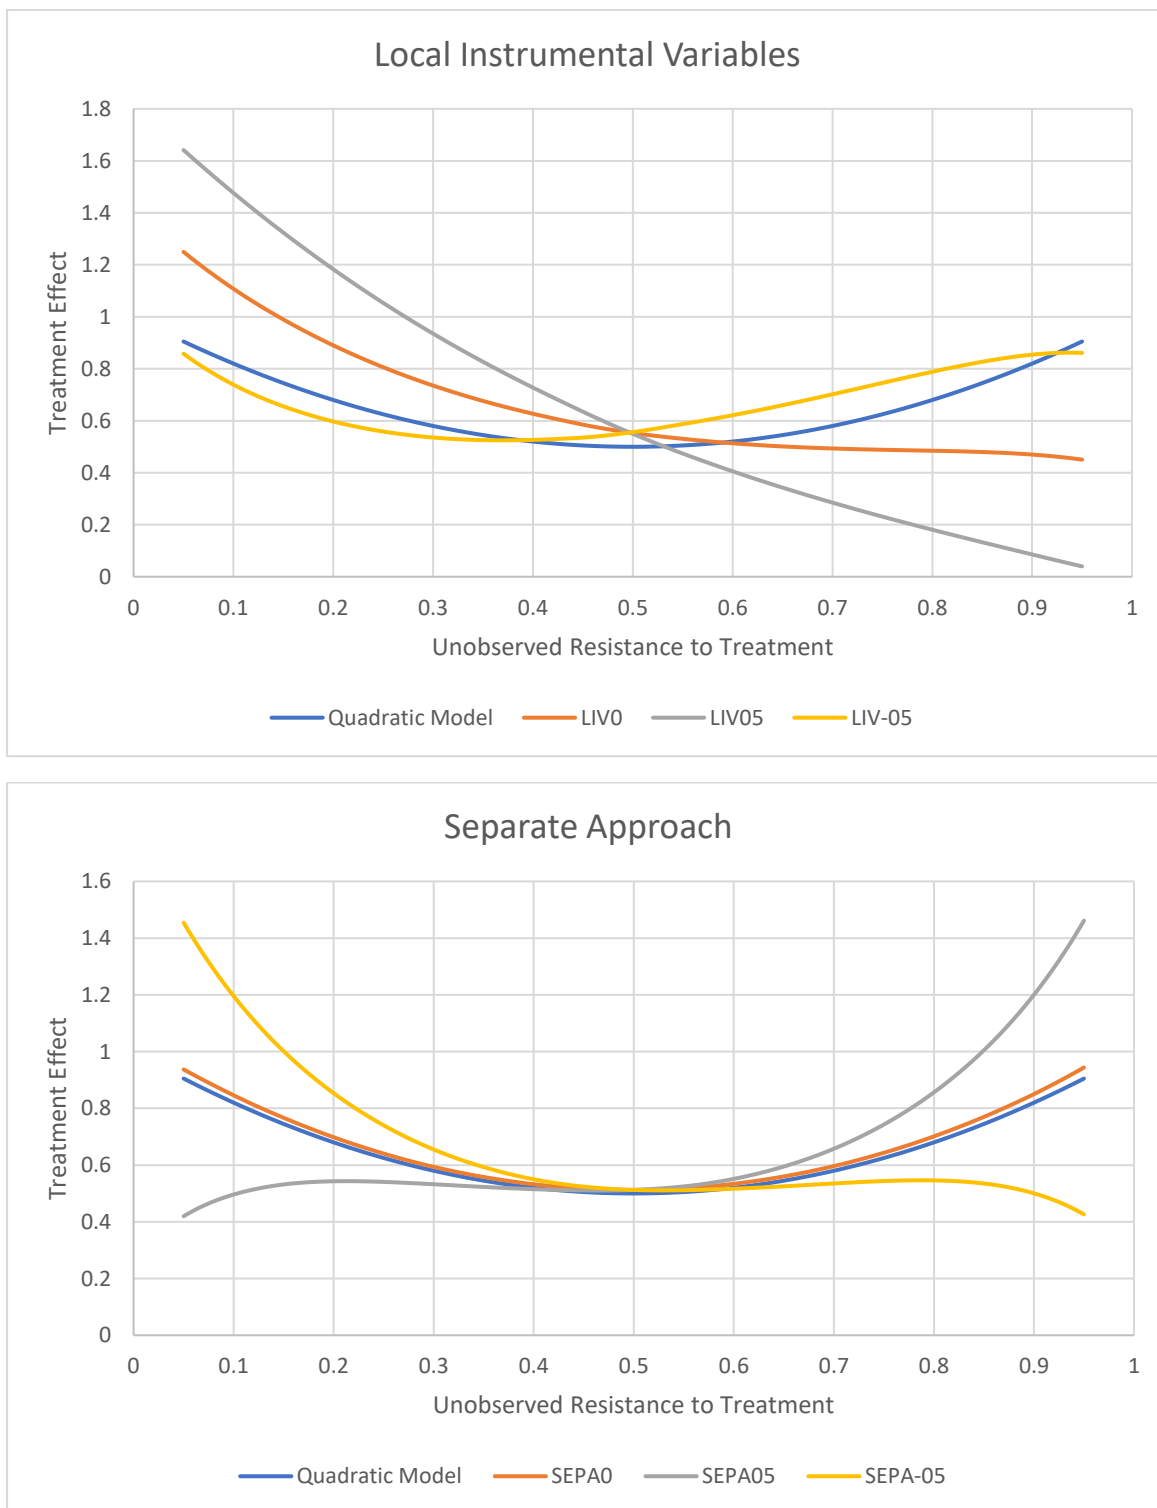 Local Instrumental Variables
1.8
1.6
1.4
1.2
1
0.8
0.6
0.4
0.2
0
Treatment Effect
0 0.1 0.2 0.3 0.4 0.5 0.6 0.7 0.8 0.9 1
Unobserved Resistance to Treatment
Quadratic Model LIV0 LIV05 LIV-05
Separate Approach
1.6
1.4
1.2
1
0.8
0.6
0.4
0.2
0
Treatment Effect
0 0.1 0.2 0.3 0.4 0.5 0.6 0.7 0.8 0.9 1
Unobserved Resistance to Treatment
Quadratic Model SEPA0 SEPA05 SEPA-05